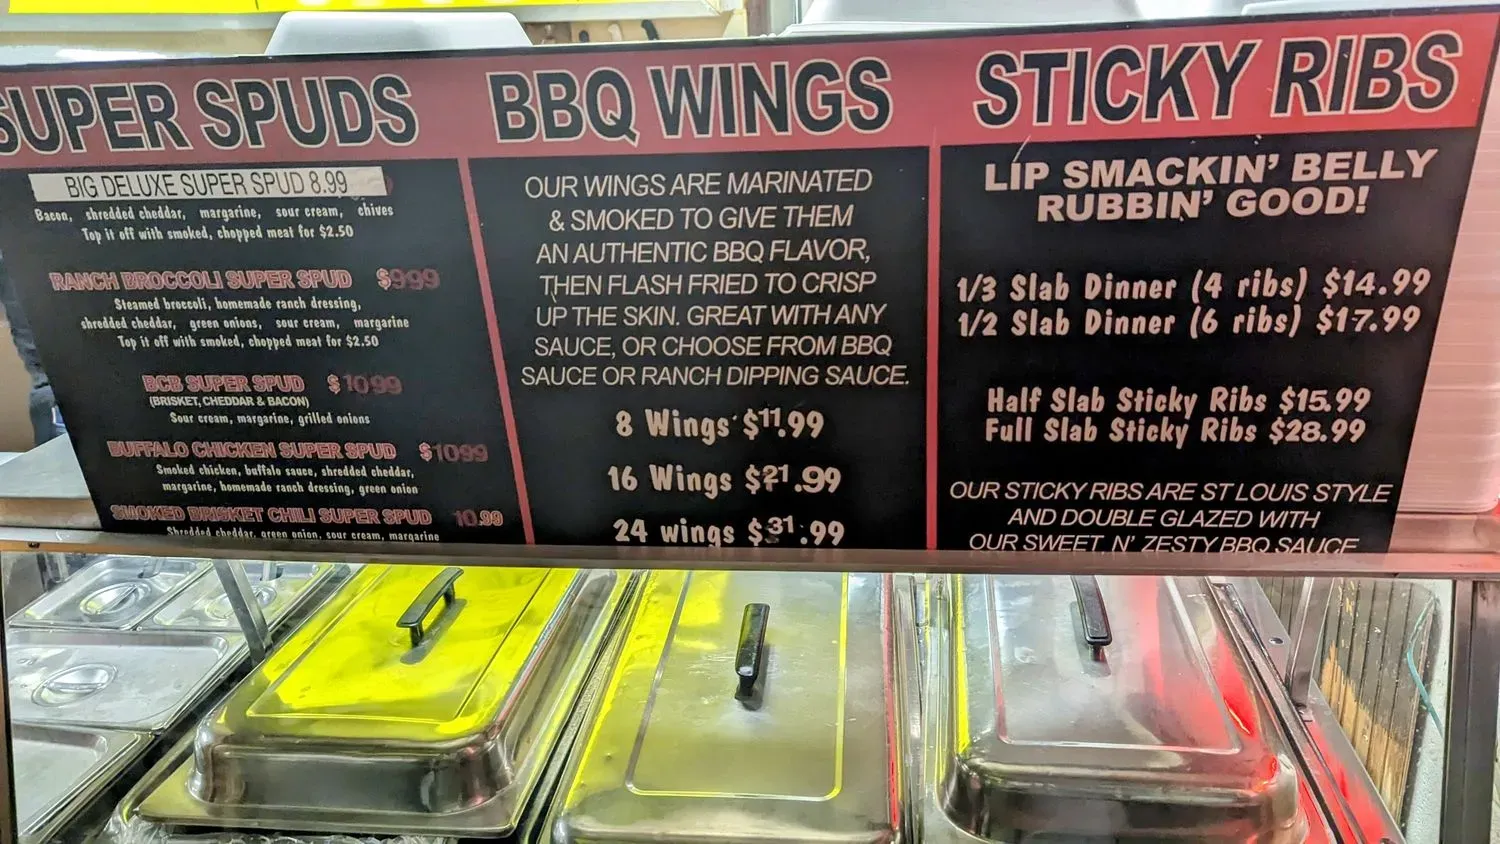 SUPER SPUDS
BIG DELUXE SUPER SPUD 8.99
Bacon, shredded cheddar, margarine, sour cream, chives
Top it off with smoked, chopped meat for $2.50
RANCH BROCCOLI SUPER SPUD $9.99
Steamed broccoli, homemade ranch dressing,
shredded cheddar, green onions, sour cream, margarine
Top it off with smoked, chopped meat for $2.50
BCB SUPER SPUD $10.99
(BRISKET, CHEDDAR & BACON)
Sour cream, margarine, grilled onions
BUFFALO CHICKEN SUPER SPUD $10.99
Smoked chicken, buffalo sauce, shredded cheddar,
margarine, homemade ranch dressing, green onion
SMOKED BRISKET CHILI SUPER SPUD 10.99
Shredded cheddar, green onion, sour cream, margarine
BBQ WINGS
OUR WINGS ARE MARINATED
& SMOKED TO GIVE THEM
AN AUTHENTIC BBQ FLAVOR,
THEN FLASH FRIED TO CRISP
UP THE SKIN. GREAT WITH ANY
SAUCE, OR CHOOSE FROM BBQ
SAUCE OR RANCH DIPPING SAUCE.
8 Wings $11.99
16 Wings $21.99
24 wings $31.99
STICKY RIBS
LIP SMACKIN' BELLY
RUBBIN' GOOD!
1/3 Slab Dinner (4 ribs) $14.99
1/2 Slab Dinner (6 ribs) $17.99
Half Slab Sticky Ribs $15.99
Full Slab Sticky Ribs $28.99
OUR STICKY RIBS ARE ST LOUIS STYLE
AND DOUBLE GLAZED WITH
OUR SWEET N' ZESTY BBQ SAUCE